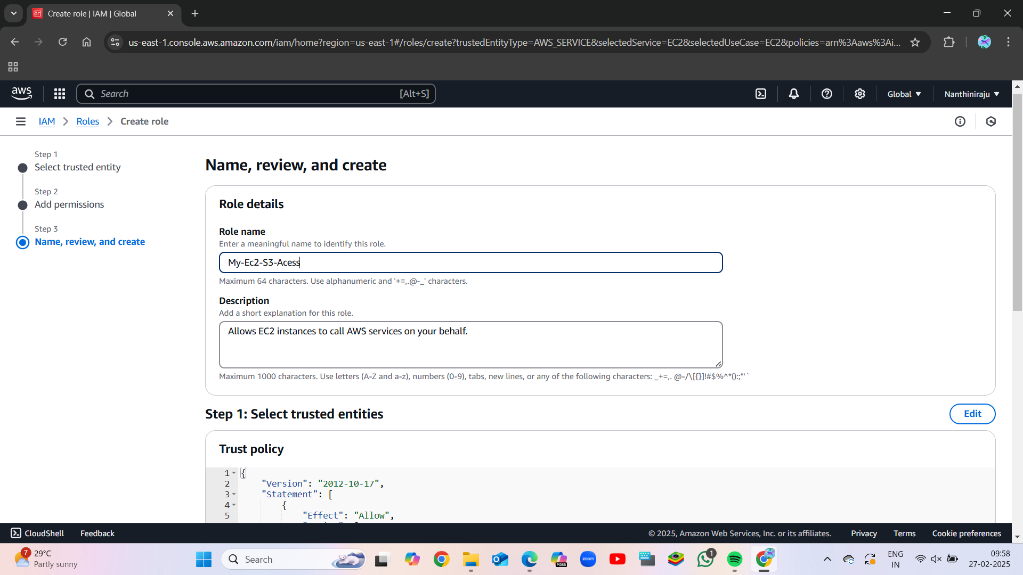 Create role | IAM | Global
us-east-1.console.aws.amazon.com/iam/home?region=us-east-1#/roles/create?trustedEntityType=AWS_SERVICE&selectedService=EC2&selectedUseCase=EC2&policies=arn%3Aaws%3Ai...
aws
Search
[Alt+S]
Global
Nanthiniraju
IAM > Roles > Create role
Step 1
Select trusted entity
Step 2
Add permissions
Step 3
Name, review, and create
Name, review, and create
Role details
Role name
Enter a meaningful name to identify this role.
My-Ec2-S3-Acess
Maximum 64 characters. Use alphanumeric and '+=,.@-_' characters.
Description
Add a short explanation for this role.
Allows EC2 instances to call AWS services on your behalf.
Maximum 1000 characters. Use letters (A-Z and a-z), numbers (0-9), tabs, new lines, or any of the following characters:
Step 1: Select trusted entities
Edit
Trust policy
1 {
2 "Version": "2012-10-17",
3 "Statement": [
4 {
5 "Effect": "Allow",
CloudShell
Feedback
© 2025, Amazon Web Services, Inc. or its affiliates.
Privacy
Terms
Cookie preferences
7
29°C
Partly sunny
Search
1
ENG
IN
09:58
27-02-2025